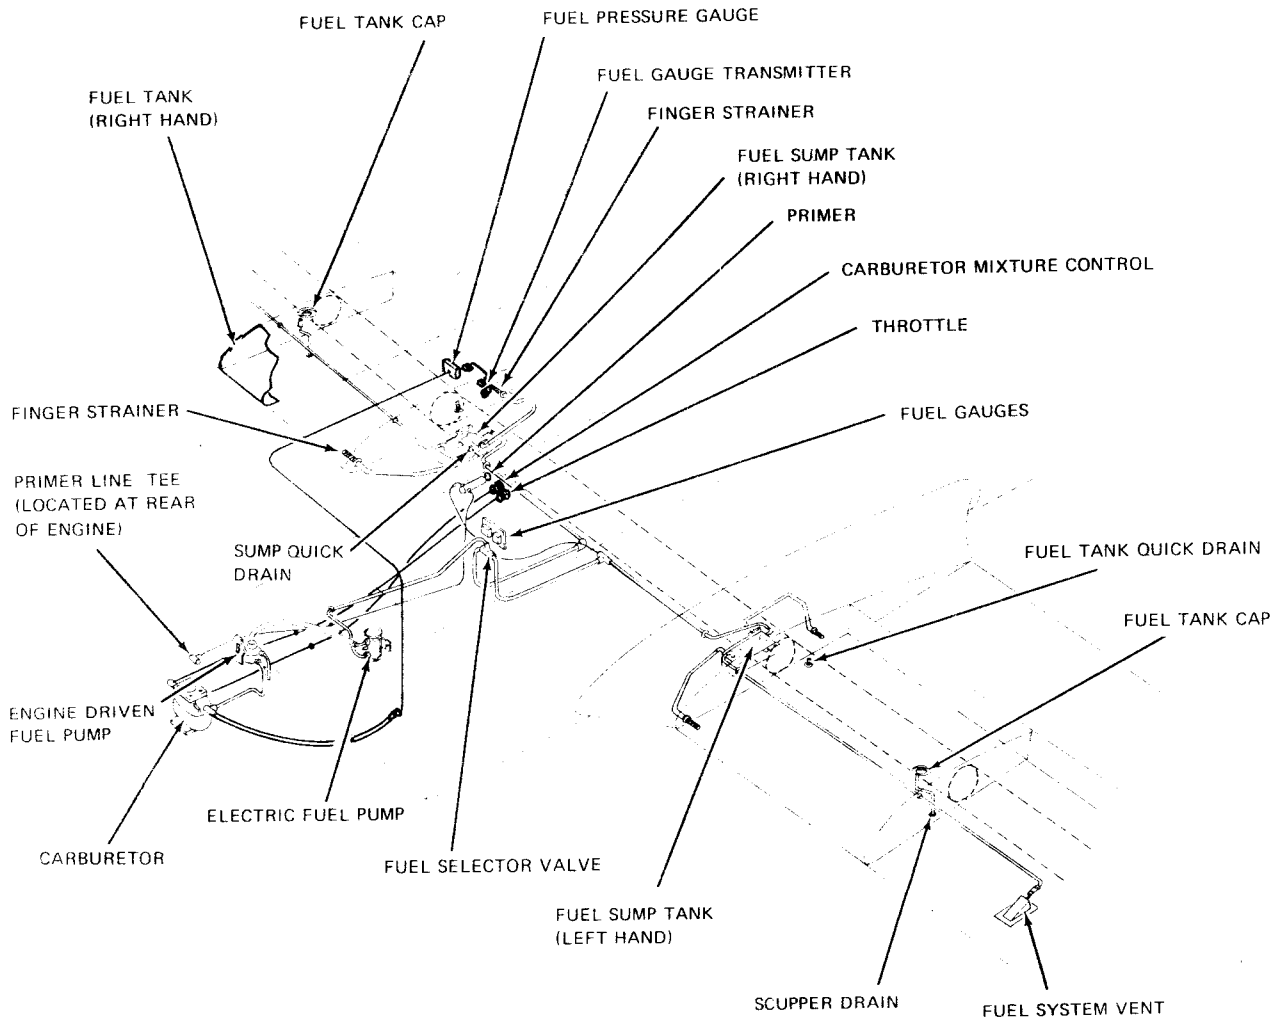 FUEL TANK CAP
FUEL PRESSURE GAUGE
FUEL GAUGE TRANSMITTER
FUEL TANK
(RIGHT HAND)
FINGER STRAINER
FUEL SUMP TANK
(RIGHT HAND)
PRIMER
CARBURETOR MIXTURE CONTROL
THROTTLE
FINGER STRAINER
FUEL GAUGES
PRIMER LINE TEE
(LOCATED AT REAR
OF ENGINE)
SUMP QUICK
DRAIN
FUEL TANK QUICK DRAIN
FUEL TANK CAP
ENGINE DRIVEN
FUEL PUMP
ELECTRIC FUEL PUMP
CARBURETOR
FUEL SELECTOR VALVE
FUEL SUMP TANK
(LEFT HAND)
SCUPPER DRAIN
FUEL SYSTEM VENT